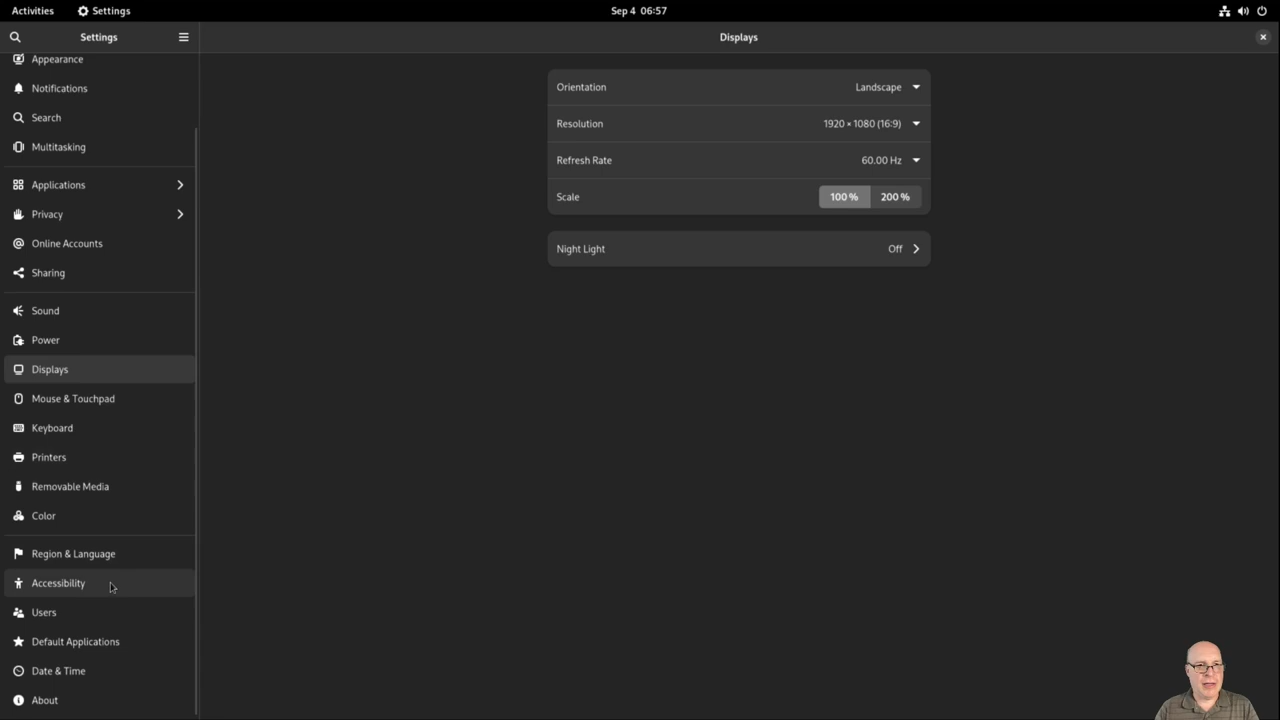 Activities
Settings
Sep 4 06:57
Settings
Displays
Appearance
Notifications
Search
Multitasking
Applications
Privacy
Online Accounts
Sharing
Sound
Power
Displays
Mouse & Touchpad
Keyboard
Printers
Removable Media
Color
Region & Language
Accessibility
Users
Default Applications
Date & Time
About
Orientation Landscape
Resolution 1920 × 1080 (16:9)
Refresh Rate 60.00 Hz
Scale 100 % 200 %
Night Light Off